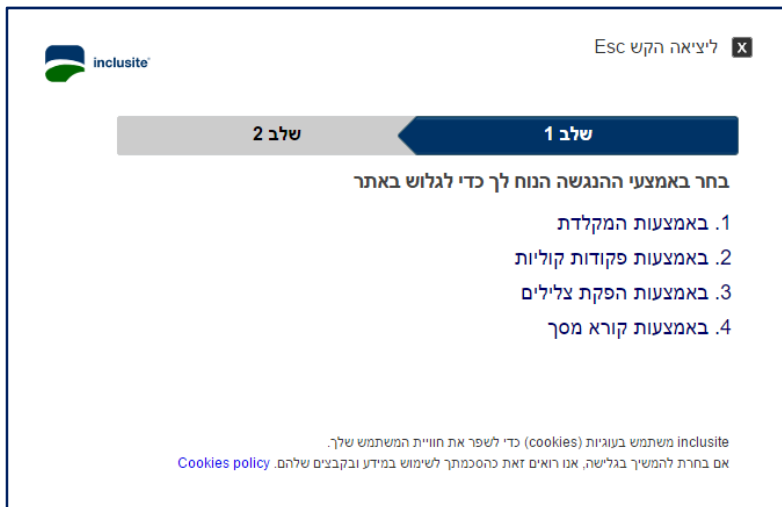 ליציאה הקש Esc X
inclusite®
שלב 1
שלב 2
בחר באמצעי ההנגשה הנוח לך כדי לגלוש באתר
1. באמצעות המקלדת
2. באמצעות פקודות קוליות
3. באמצעות הפקת צלילים
4. באמצעות קורא מסך
inclusite משתמש בעוגיות (cookies) כדי לשפר את חוויית המשתמש שלך.
אם בחרת להמשיך בגלישה, אנו רואים זאת כהסכמתך לשימוש במידע ובקבצים שלהם. Cookies policy